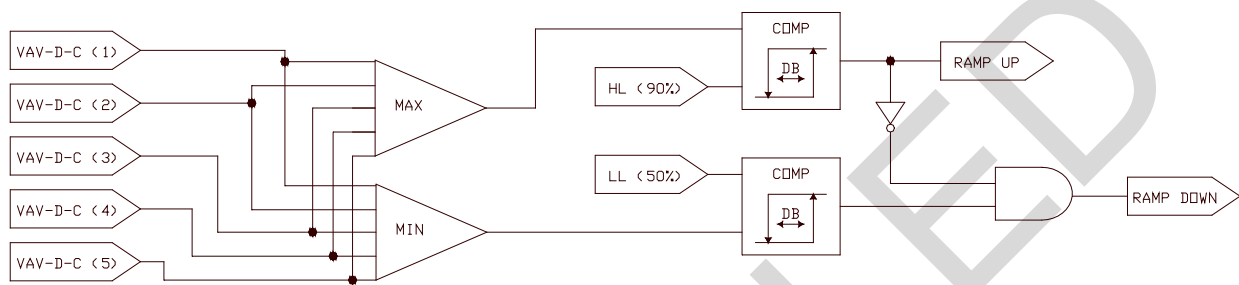 VAV-D-C (1)
VAV-D-C (2)
VAV-D-C (3)
VAV-D-C (4)
VAV-D-C (5)
MAX
MIN
HL (90%)
LL (50%)
COMP
DB
COMP
DB
RAMP UP
RAMP DOWN
ED